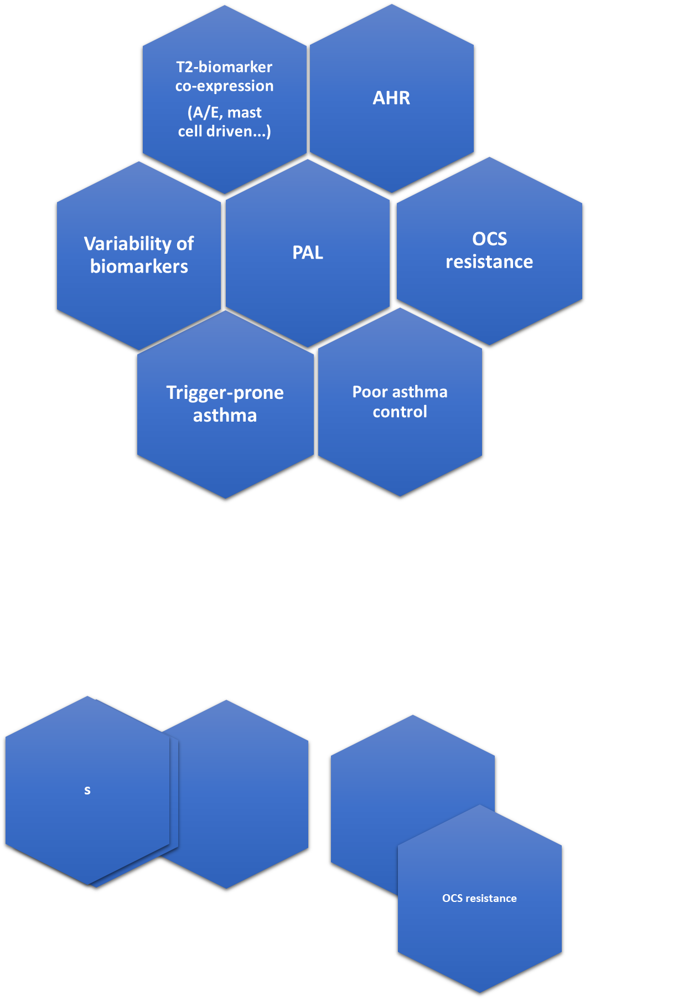 T2-biomarker
co-expression
(A/E, mast
cell driven...)
AHR
Variability of
biomarkers
PAL
OCS
resistance
Trigger-prone
asthma
Poor asthma
control
s
OCS resistance